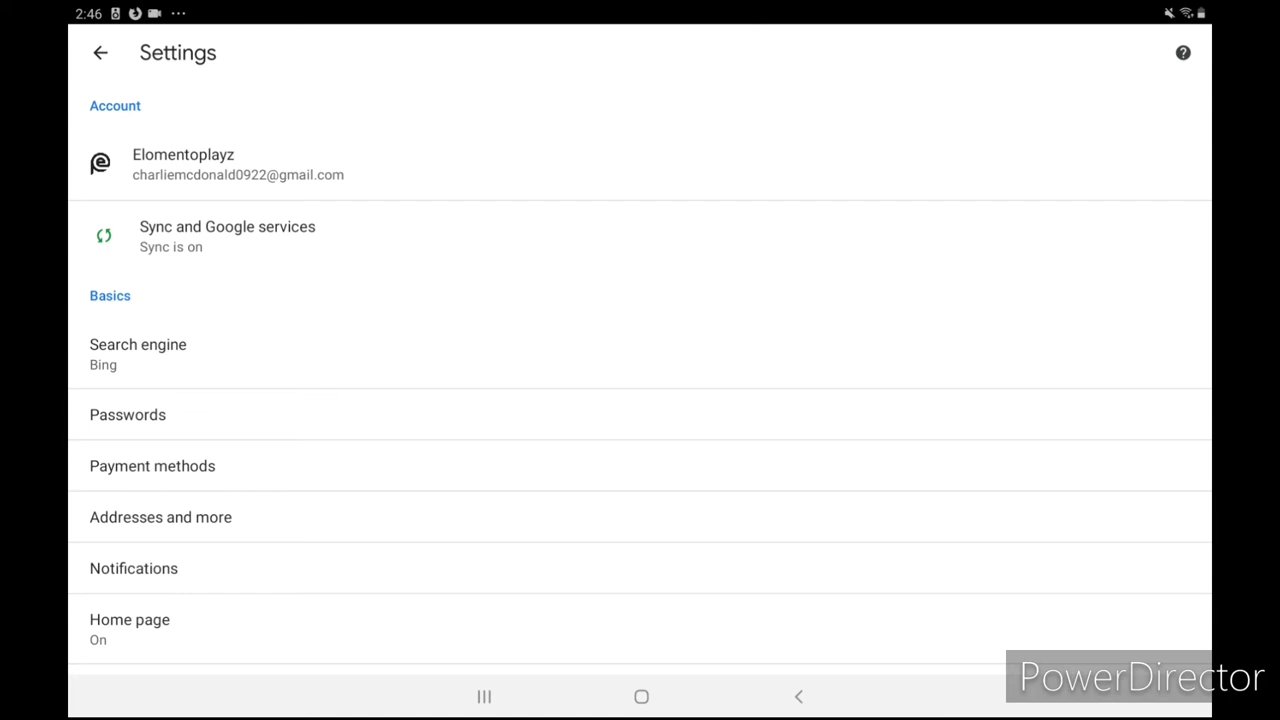 2:46
Settings
Account
Elomentoplayz
charliemcdonald0922@gmail.com
Sync and Google services
Sync is on
Basics
Search engine
Bing
Passwords
Payment methods
Addresses and more
Notifications
Home page
On
PowerDirector